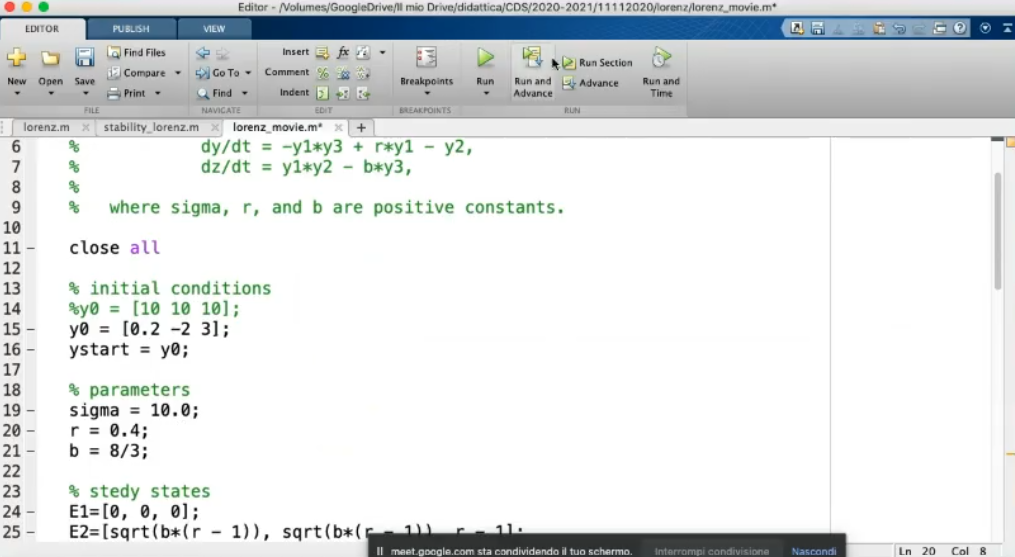 Editor - /Volumes/GoogleDrive/Il mio Drive/didattica/CDS/2020-2021/11112020/lorenz/lorenz_movie.m*
EDITOR PUBLISH VIEW
New Open Save Find Files Compare Print
Go To Find
Insert fx
Comment
Indent
Breakpoints Run Run and Advance Run Section Advance Run and Time
FILE NAVIGATE EDIT BREAKPOINTS RUN
lorenz.m × stability_lorenz.m × lorenz_movie.m* × +
6 % dy/dt = -y1*y3 + r*y1 - y2,
7 % dz/dt = y1*y2 - b*y3,
8 %
9 % where sigma, r, and b are positive constants.
10
11 – close all
12
13 % initial conditions
14 %y0 = [10 10 10];
15 – y0 = [0.2 -2 3];
16 – ystart = y0;
17
18 % parameters
19 – sigma = 10.0;
20 – r = 0.4;
21 – b = 8/3;
22
23 % stedy states
24 – E1=[0, 0, 0];
25 – E2=[sqrt(b*(r - 1)), sqrt(b*(r - 1)), r - 1];
meet.google.com sta condividendo il tuo schermo. Interrompi condivisione Nascondi
Ln 20 Col 8